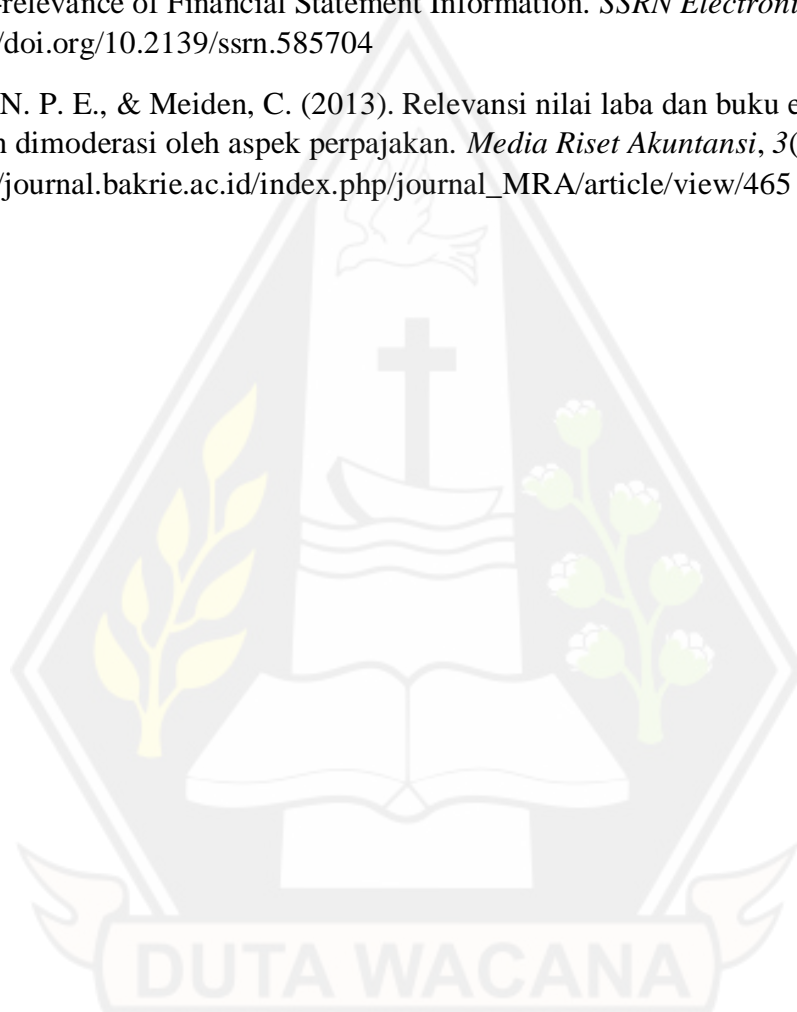 -relevance of Financial Statement Information. SSRN Electroni
/doi.org/10.2139/ssrn.585704
N. P. E., & Meiden, C. (2013). Relevansi nilai laba dan buku e
dimoderasi oleh aspek perpajakan. Media Riset Akuntansi, 3(
/journal.bakrie.ac.id/index.php/journal_MRA/article/view/465
DUTA WACANA